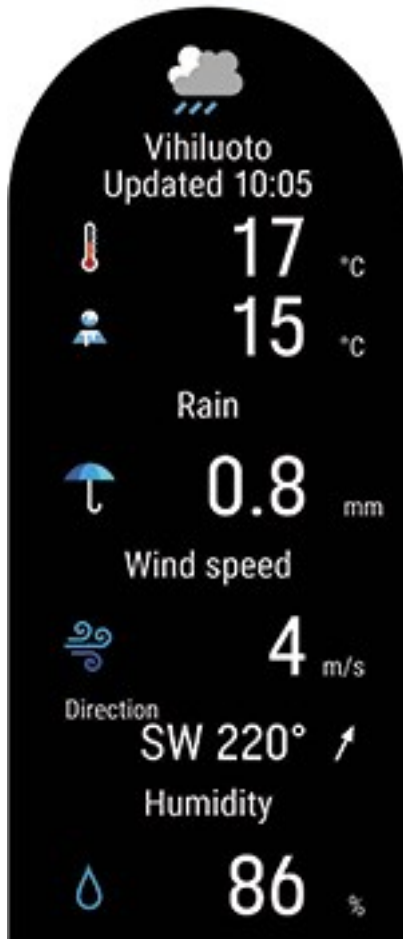 Vihiluoto
Updated 10:05
17 °C
15 °C
Rain
0.8 mm
Wind speed
4 m/s
Direction
SW 220°
Humidity
86 %